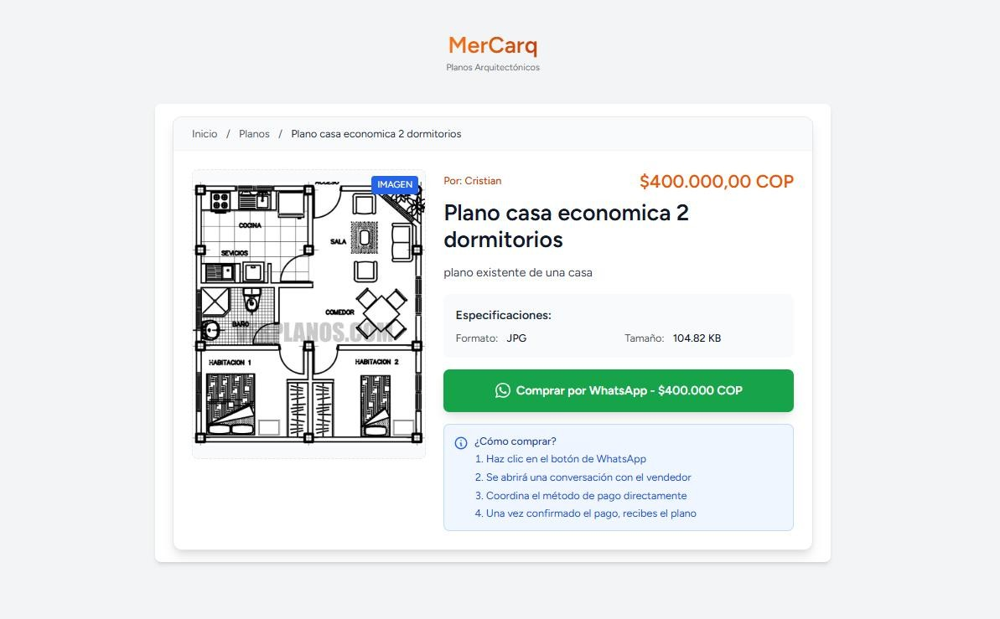 MerCarq
Planos Arquitectónicos
Inicio / Planos / Plano casa economica 2 dormitorios
IMAGEN
COCINA
SALA
SEVICIOS
COMEDOR
BAÑO
PLANOS.COM
HABITACION 1
HABITACION 2
Por: Cristian
$400.000,00 COP
Plano casa economica 2
dormitorios
plano existente de una casa
Especificaciones:
Formato: JPG
Tamaño: 104.82 KB
Comprar por WhatsApp - $400.000 COP
¿Cómo comprar?
1. Haz clic en el botón de WhatsApp
2. Se abrirá una conversación con el vendedor
3. Coordina el método de pago directamente
4. Una vez confirmado el pago, recibes el plano